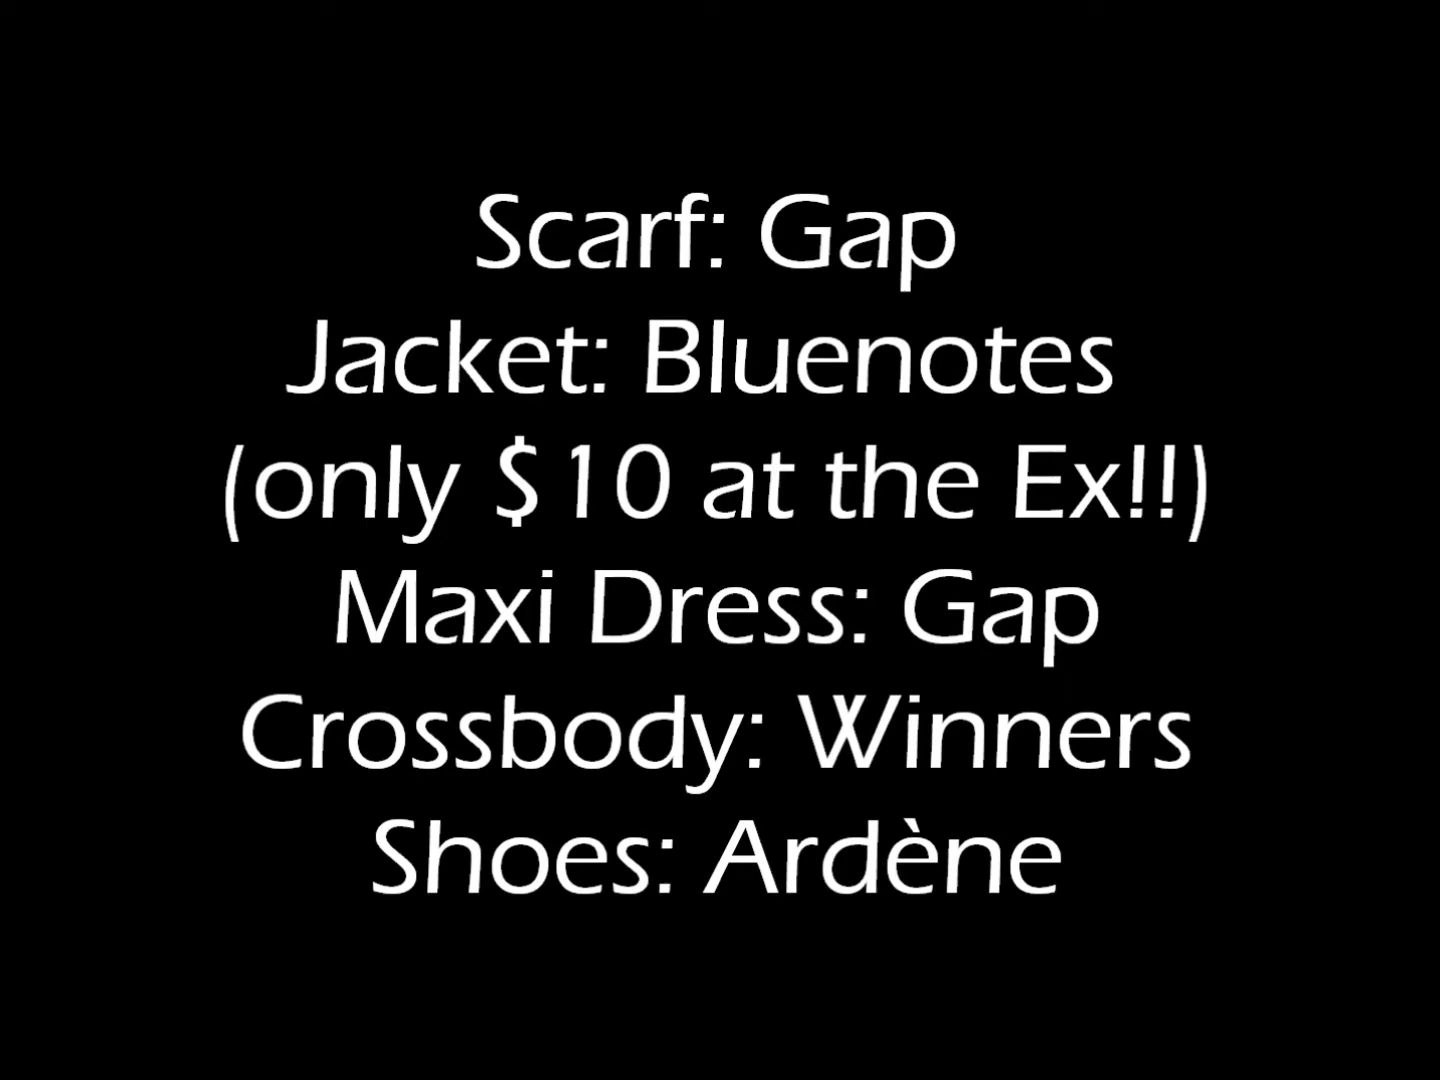 Scarf: Gap
Jacket: Bluenotes
(only $10 at the Ex!!)
Maxi Dress: Gap
Crossbody: Winners
Shoes: Ardène